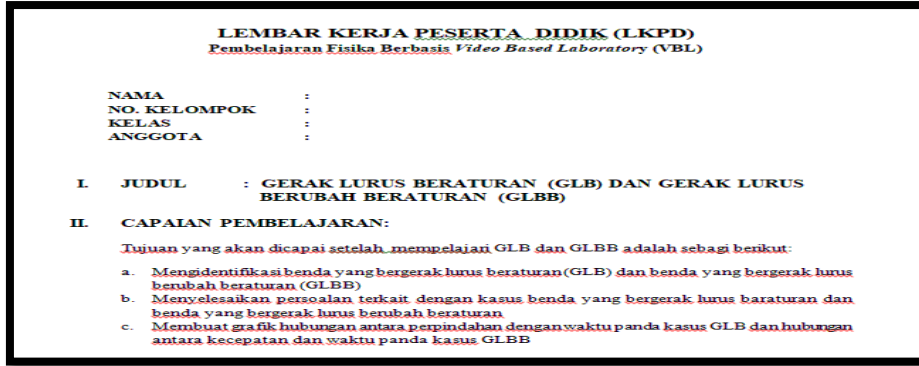 LEMBAR KERJA PESERTA DIDIK (LKPD)
Pembelajaran Fisika Berbasis Video Based Laboratory (VBL)
NAMA :
NO. KELOMPOK :
KELAS :
ANGGOTA :
I. JUDUL : GERAK LURUS BERATURAN (GLB) DAN GERAK LURUS
BERUBAH BERATURAN (GLBB)
II. CAPAIAN PEMBELAJARAN:
Tujuan yang akan dicapai setelah mempelajari GLB dan GLBB adalah sebagi berikut:
a. Mengidentifikasi benda yang bergerak lurus beraturan(GLB) dan benda yang bergerak lurus
berubah beraturan (GLBB)
b. Menyelesaikan persoalan terkait dengan kasus benda yang bergerak lurus baraturan dan
benda yang bergerak lurus berubah beraturan
c. Membuat grafik hubungan antara perpindahan dengan waktu panda kasus GLB dan hubungan
antara kecepatan dan waktu panda kasus GLBB